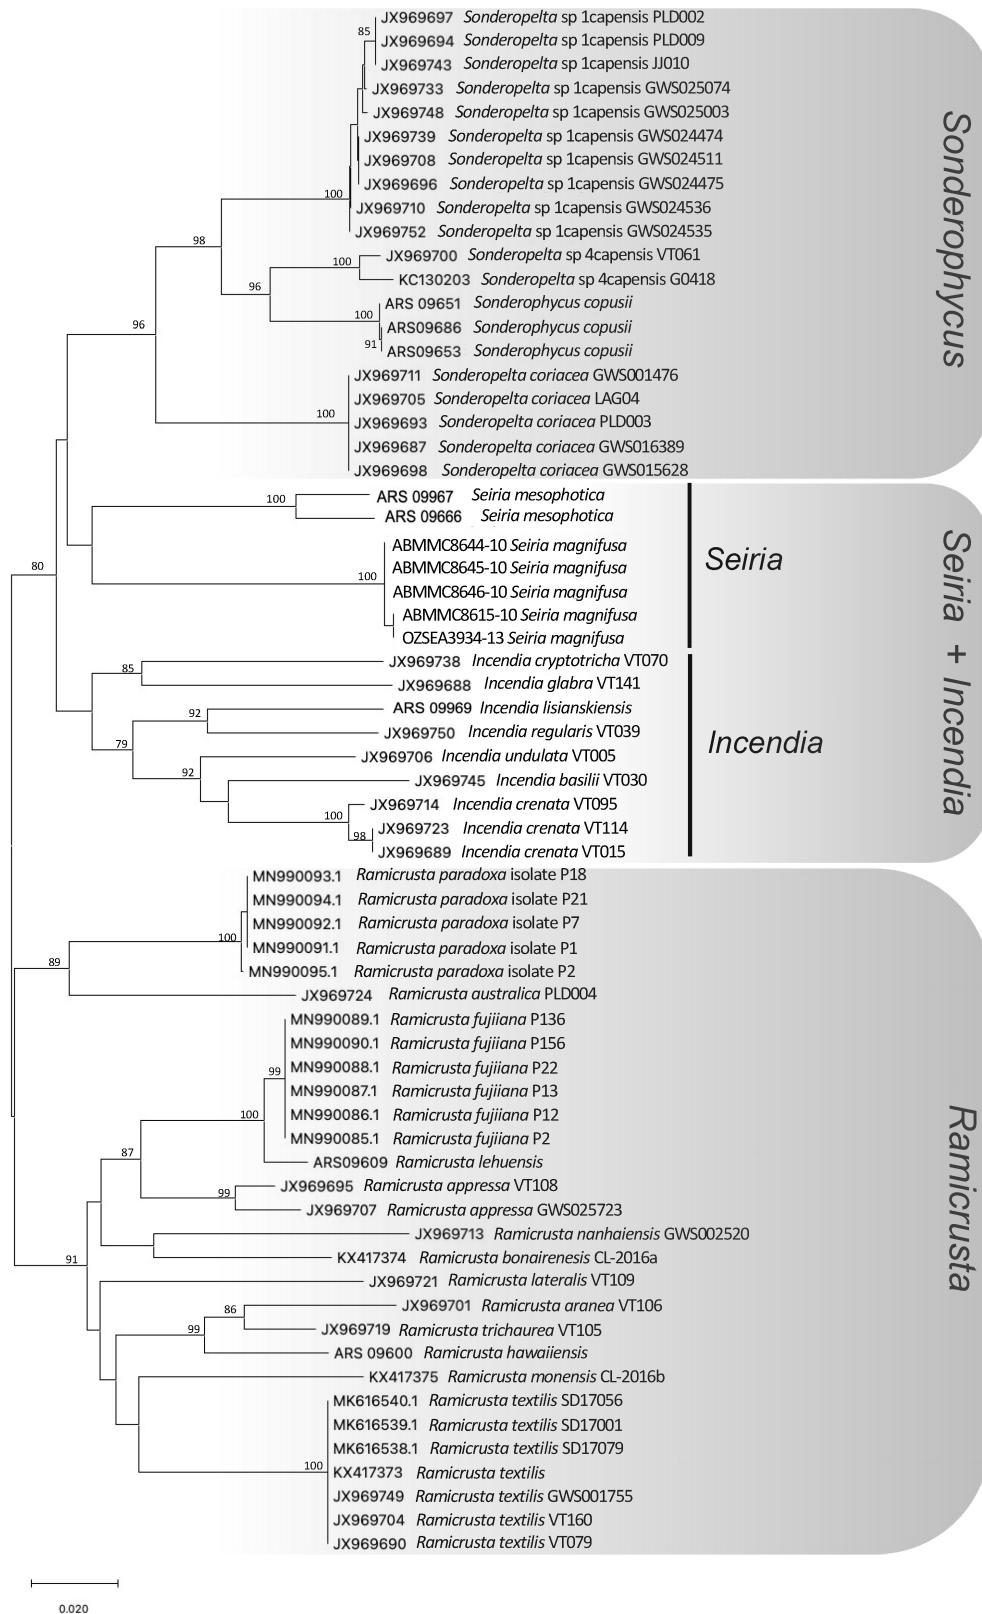 JX969697 Sonderopelta sp 1capensis PLD002
85
JX969694 Sonderopelta sp 1capensis PLD009
JX969743 Sonderopelta sp 1capensis JJ010
JX969733 Sonderopelta sp 1capensis GWS025074
JX969748 Sonderopelta sp 1capensis GWS025003
JX969739 Sonderopelta sp 1capensis GWS024474
JX969708 Sonderopelta sp 1capensis GWS024511
JX969696 Sonderopelta sp 1capensis GWS024475
100
JX969710 Sonderopelta sp 1capensis GWS024536
JX969752 Sonderopelta sp 1capensis GWS024535
98
JX969700 Sonderopelta sp 4capensis VT061
100
KC130203 Sonderopelta sp 4capensis G0418
96
ARS 09651 Sonderophycus copusii
100
ARS09686 Sonderophycus copusii
91
ARS09653 Sonderophycus copusii
96
JX969711 Sonderopelta coriacea GWS001476
JX969705 Sonderopelta coriacea LAG04
100
JX969693 Sonderopelta coriacea PLD003
JX969687 Sonderopelta coriacea GWS016389
JX969698 Sonderopelta coriacea GWS015628
Sonderophycus
100
ARS 09967 Seiria mesophotica
ARS 09666 Seiria mesophotica
ABMMC8644-10 Seiria magnifusa
ABMMC8645-10 Seiria magnifusa
100
ABMMC8646-10 Seiria magnifusa
ABMMC8615-10 Seiria magnifusa
OZSEA3934-13 Seiria magnifusa
Seiria
80
JX969738 Incendia cryptotricha VT070
85
JX969688 Incendia glabra VT141
ARS 09969 Incendia lisianskiensis
92
JX969750 Incendia regularis VT039
79
JX969706 Incendia undulata VT005
92
JX969745 Incendia basilii VT030
JX969714 Incendia crenata VT095
100
JX969723 Incendia crenata VT114
98
JX969689 Incendia crenata VT015
Incendia
Seiria + Incendia
MN990093.1 Ramicrusta paradoxa isolate P18
MN990094.1 Ramicrusta paradoxa isolate P21
MN990092.1 Ramicrusta paradoxa isolate P7
100
MN990091.1 Ramicrusta paradoxa isolate P1
MN990095.1 Ramicrusta paradoxa isolate P2
89
JX969724 Ramicrusta australica PLD004
MN990089.1 Ramicrusta fujiiana P136
MN990090.1 Ramicrusta fujiiana P156
MN990088.1 Ramicrusta fujiiana P22
99
MN990087.1 Ramicrusta fujiiana P13
MN990086.1 Ramicrusta fujiiana P12
100
MN990085.1 Ramicrusta fujiiana P2
ARS09609 Ramicrusta lehuensis
87
JX969695 Ramicrusta appressa VT108
99
JX969707 Ramicrusta appressa GWS025723
JX969713 Ramicrusta nanhaiensis GWS002520
KX417374 Ramicrusta bonairenesis CL-2016a
91
JX969721 Ramicrusta lateralis VT109
JX969701 Ramicrusta aranea VT106
86
JX969719 Ramicrusta trichaurea VT105
99
ARS 09600 Ramicrusta hawaiiensis
KX417375 Ramicrusta monensis CL-2016b
MK616540.1 Ramicrusta textilis SD17056
MK616539.1 Ramicrusta textilis SD17001
MK616538.1 Ramicrusta textilis SD17079
100
KX417373 Ramicrusta textilis
JX969749 Ramicrusta textilis GWS001755
JX969704 Ramicrusta textilis VT160
JX969690 Ramicrusta textilis VT079
Ramicrusta
0.020